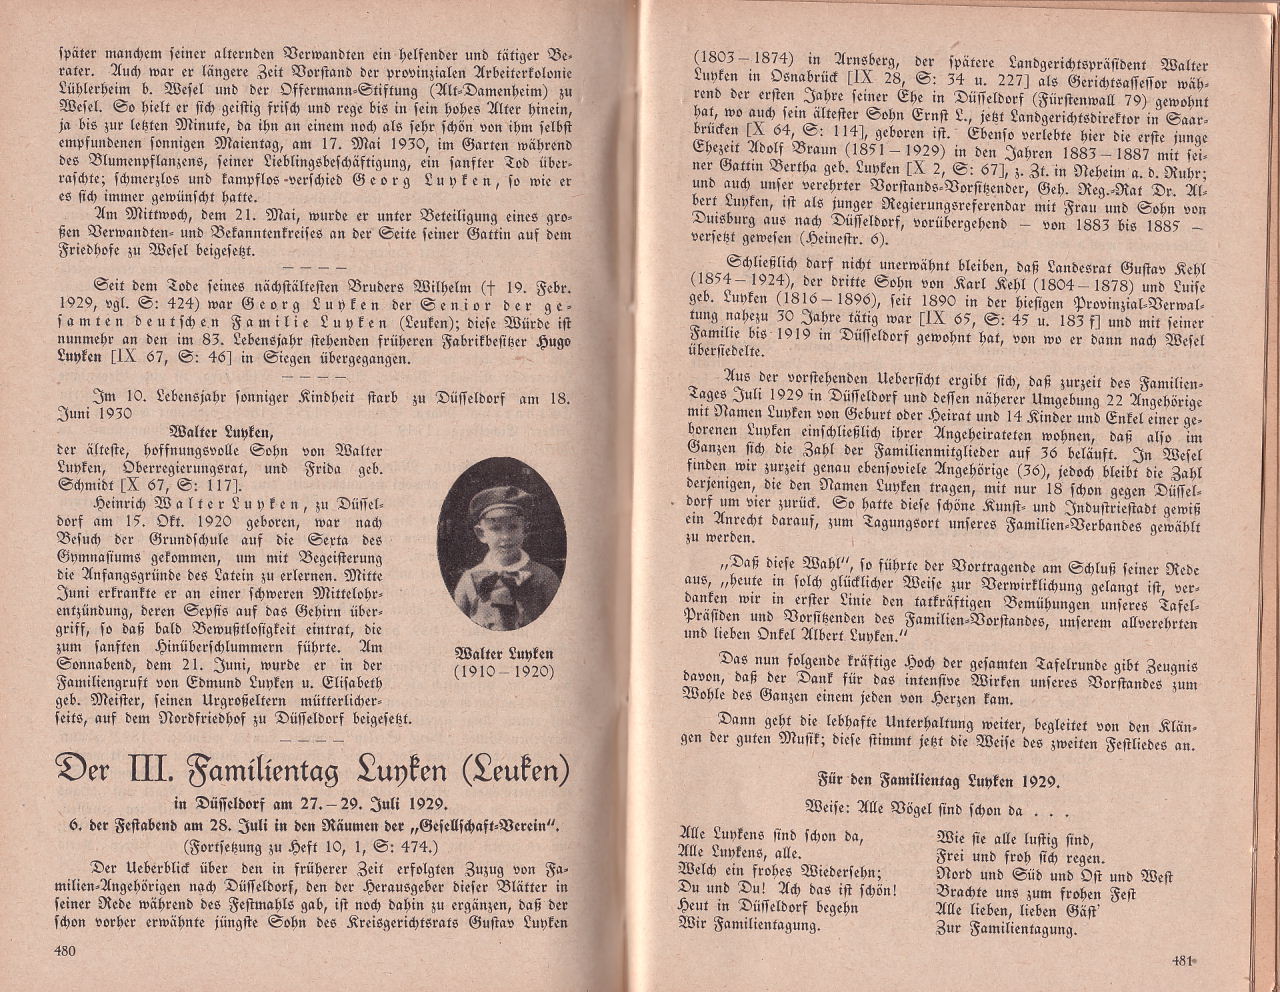 später manchem seiner alternden Verwandten ein helfender und tätiger Be-
rater. Auch war er längere Zeit Vorstand der provinzialen Arbeiterkolonie
Lühlerheim b. Wesel und der Offermann-Stiftung (Alt-Damenheim) zu
Wesel. So hielt er sich geistig frisch und rege bis in sein hohes Alter hinein,
ja bis zur letzten Minute, da ihn an einem noch als sehr schön von ihm selbst
empfundenen sonnigen Maientag, am 17. Mai 1930, im Garten während
des Blumenpflanzens, seiner Lieblingsbeschäftigung, ein sanfter Tod über-
raschte; schmerzlos und kampflos verschied Georg Luyken, so wie er
es sich immer gewünscht hatte.
Am Mittwoch, dem 21. Mai, wurde er unter Beteiligung eines gro-
ßen Verwandten- und Bekanntenkreises an der Seite seiner Gattin auf dem
Friedhofe zu Wesel beigesetzt.
Seit dem Tode seines nächstältesten Bruders Wilhelm († 19. Febr.
1929, vgl. S: 424) war Georg Luyken der Senior der ge-
samten deutschen Familie Luyken (Leuken); diese Würde ist
nunmehr an den im 83. Lebensjahr stehenden früheren Fabrikbesitzer Hugo
Luyken [IX 67, S: 46] in Siegen übergegangen.
Im 10. Lebensjahr sonniger Kindheit starb zu Düsseldorf am 18.
Juni 1930
Walter Luyken,
der älteste, hoffnungsvolle Sohn von Walter
Luyken, Oberregierungsrat, und Frida geb.
Schmidt [X 67, S: 117].
Heinrich Walter Luyken, zu Düssel-
dorf am 15. Okt. 1920 geboren, war nach
Besuch der Grundschule auf die Sexta des
Gymnasiums gekommen, um mit Begeisterung
die Anfangsgründe des Latein zu erlernen. Mitte
Juni erkrankte er an einer schweren Mittelohr-
entzündung, deren Sepsis auf das Gehirn über-
griff, so daß bald Bewußtlosigkeit eintrat, die
zum sanften Hinüberschlummern führte. Am
Sonnabend, dem 21. Juni, wurde er in der
Familiengruft von Edmund Luyken u. Elisabeth
geb. Meister, seinen Urgroßeltern mütterlicher-
seits, auf dem Nordfriedhof zu Düsseldorf beigesetzt.
Walter Luyken
(1910–1920)
Der III. Familientag Luyken (Leuken)
in Düsseldorf am 27.–29. Juli 1929.
6. der Festabend am 28. Juli in den Räumen der „Gesellschaft-Verein".
(Fortsetzung zu Heft 10, 1, S: 474.)
Der Ueberblick über den in früherer Zeit erfolgten Zuzug von Fa-
milien-Angehörigen nach Düsseldorf, den der Herausgeber dieser Blätter in
seiner Rede während des Festmahls gab, ist noch dahin zu ergänzen, daß der
schon vorher erwähnte jüngste Sohn des Kreisgerichtsrats Gustav Luyken
480
(1803–1874) in Arnsberg, der spätere Landgerichtspräsident Walter
Luyken in Osnabrück [IX 28, S: 34 u. 227] als Gerichtsassessor wäh-
rend der ersten Jahre seiner Ehe in Düsseldorf (Fürstenwall 79) gewohnt
hat, wo auch sein ältester Sohn Ernst L., jetzt Landgerichtsdirektor in Saar-
brücken [X 64, S: 114], geboren ist. Ebenso verlebte hier die erste junge
Ehezeit Adolf Braun (1851–1929) in den Jahren 1883–1887 mit sei-
ner Gattin Bertha geb. Luyken [X 2, S: 67], z. Zt. in Neheim a. d. Ruhr;
und auch unser verehrter Vorstands-Vorsitzender, Geh. Reg.-Rat Dr. Al-
bert Luyken, ist als junger Regierungsreferendar mit Frau und Sohn von
Duisburg aus nach Düsseldorf, vorübergehend – von 1883 bis 1885 –
versetzt gewesen (Heinestr. 6).
Schließlich darf nicht unerwähnt bleiben, daß Landesrat Gustav Kehl
(1854–1924), der dritte Sohn von Karl Kehl (1804–1878) und Luise
geb. Luyken (1816–1896), seit 1890 in der hiesigen Provinzial-Verwal-
tung nahezu 30 Jahre tätig war [IX 65, S: 45 u. 183 f] und mit seiner
Familie bis 1919 in Düsseldorf gewohnt hat, von wo er dann nach Wesel
übersiedelte.
Aus der vorstehenden Uebersicht ergibt sich, daß zurzeit des Familien-
Tages Juli 1929 in Düsseldorf und dessen näherer Umgebung 22 Angehörige
mit Namen Luyken von Geburt oder Heirat und 14 Kinder und Enkel einer ge-
borenen Luyken einschließlich ihrer Angeheirateten wohnen, daß also im
Ganzen sich die Zahl der Familienmitglieder auf 36 beläuft. In Wesel
finden wir zurzeit genau ebensoviele Angehörige (36), jedoch bleibt die Zahl
derjenigen, die den Namen Luyken tragen, mit nur 18 schon gegen Düssel-
dorf um vier zurück. So hatte diese schöne Kunst- und Industriestadt gewiß
ein Anrecht darauf, zum Tagungsort unseres Familien-Verbandes gewählt
zu werden.
„Daß diese Wahl", so führte der Vortragende am Schluß seiner Rede
aus, „heute in solch glücklicher Weise zur Verwirklichung gelangt ist, ver-
danken wir in erster Linie den tatkräftigen Bemühungen unseres Tafel-
Präsiden und Vorsitzenden des Familien-Vorstandes, unserem allverehrten
und lieben Onkel Albert Luyken."
Das nun folgende kräftige Hoch der gesamten Tafelrunde gibt Zeugnis
davon, daß der Dank für das intensive Wirken unseres Vorstandes zum
Wohle des Ganzen einem jeden von Herzen kam.
Dann geht die lebhafte Unterhaltung weiter, begleitet von den Klän-
gen der guten Musik; diese stimmt jetzt die Weise des zweiten Festliedes an.
Für den Familientag Luyken 1929.
Weise: Alle Vögel sind schon da . . .
Alle Luykens sind schon da,
Alle Luykens, alle.
Welch ein frohes Wiedersehn;
Du und Du! Ach das ist schön!
Heut in Düsseldorf begehn
Wir Familientagung.
Wie sie alle lustig sind,
Frei und froh sich regen.
Nord und Süd und Ost und West
Brachte uns zum frohen Fest
Alle lieben, lieben Gäst'
Zur Familientagung.
481